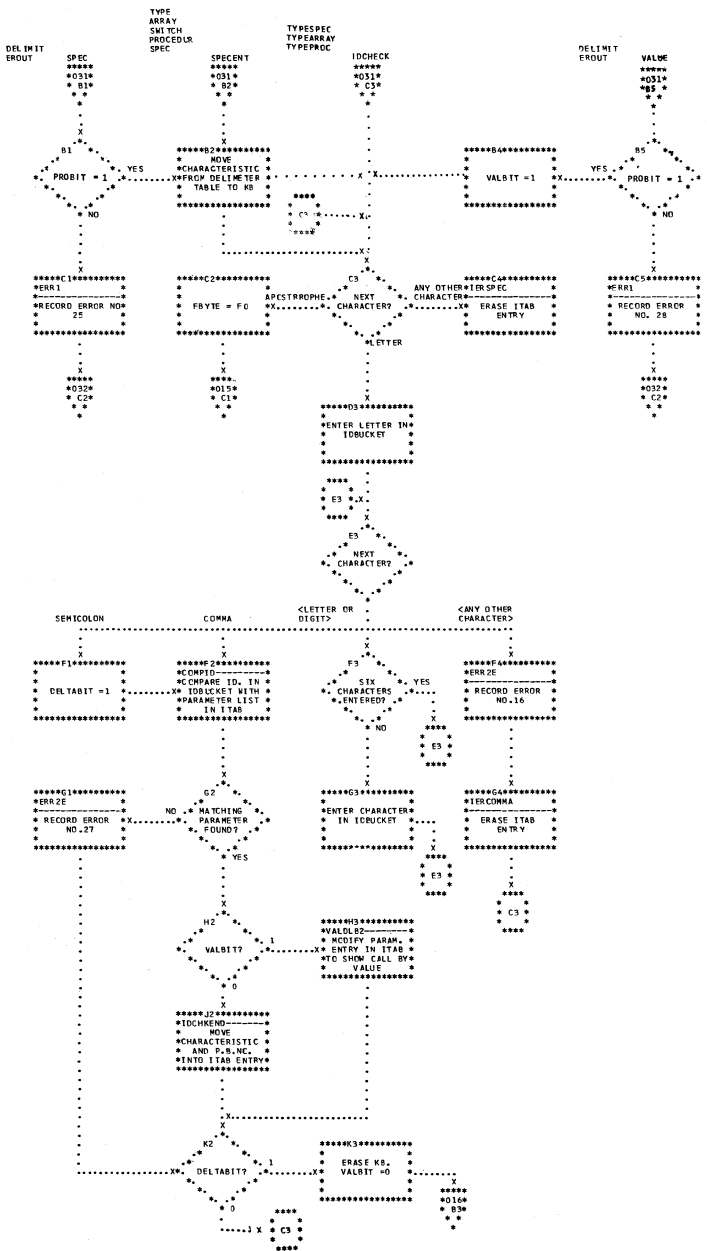 TYPE
ARRAY
SWITCH
PROCEDUR
SPEC
TYPESPEC
TYPEARRAY
TYPEPROC
DELIMIT
EROUT
SPEC
SPECENT
IDCHECK
DELIMIT
EROUT
VALUE
*031*
* B1*
*031*
* B2*
*031*
* C3*
*031*
*B5 *
B1
PROBIT = 1
YES
NO
B2
MOVE
CHARACTERISTIC
FROM DELIMETER
TABLE TO KB
B4
VALBIT =1
B5
PROBIT = 1
YES
NO
C3
C1
ERR1
RECORD ERROR NO
25
C2
FBYTE = F0
APCSTRROPHE
C3
NEXT
CHARACTER?
ANY OTHER
CHARACTER
LETTER
C4
IERSPEC
ERASE ITAB
ENTRY
C5
ERR1
RECORD ERROR
NO. 28
*032*
* C2*
*015*
* C1*
*032*
* C2*
D3
ENTER LETTER IN
IDBUCKET
E3
E3
NEXT
CHARACTER?
SEMICOLON
COMMA
<LETTER OR
DIGIT>
<ANY OTHER
CHARACTER>
F1
DELTABIT =1
F2
COMPID
COMPARE ID. IN
IDBUCKET WITH
PARAMETER LIST
IN ITAB
F3
SIX
CHARACTERS
ENTERED?
YES
NO
F4
ERR2E
RECORD ERROR
NO.16
E3
G1
ERR2E
RECORD ERROR
NO.27
G2
MATCHING
PARAMETER
FOUND?
NO
YES
G3
ENTER CHARACTER
IN IDBUCKET
G4
IERCOMMA
ERASE ITAB
ENTRY
E3
C3
H2
VALBIT?
1
0
H3
VALDLB2
MODIFY PARAM.
ENTRY IN ITAB
TO SHOW CALL BY
VALUE
J2
IDCHKEND
MOVE
CHARACTERISTIC
AND P.B.NC.
INTO ITAB ENTRY
K2
DELTABIT?
1
0
K3
ERASE KB.
VALBIT =0
*016*
* B3*
C3